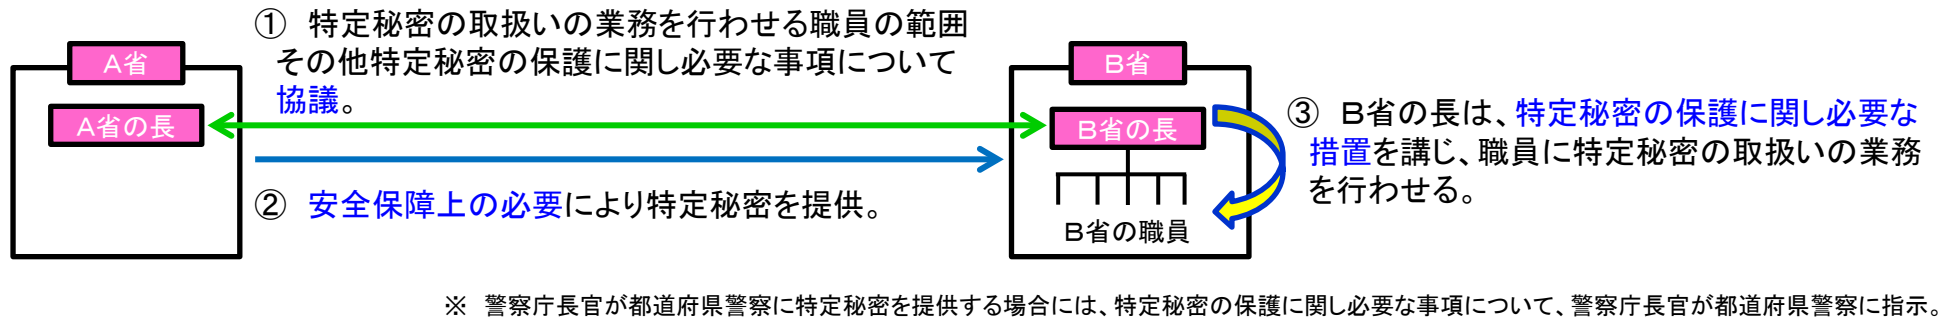 A省
A省の長
① 特定秘密の取扱いの業務を行わせる職員の範囲
その他特定秘密の保護に関し必要な事項について
協議。
② 安全保障上の必要により特定秘密を提供。
B省
B省の長
B省の職員
③ B省の長は、特定秘密の保護に関し必要な
措置を講じ、職員に特定秘密の取扱いの業務
を行わせる。
※ 警察庁長官が都道府県警察に特定秘密を提供する場合には、特定秘密の保護に関し必要な事項について、警察庁長官が都道府県警察に指示。